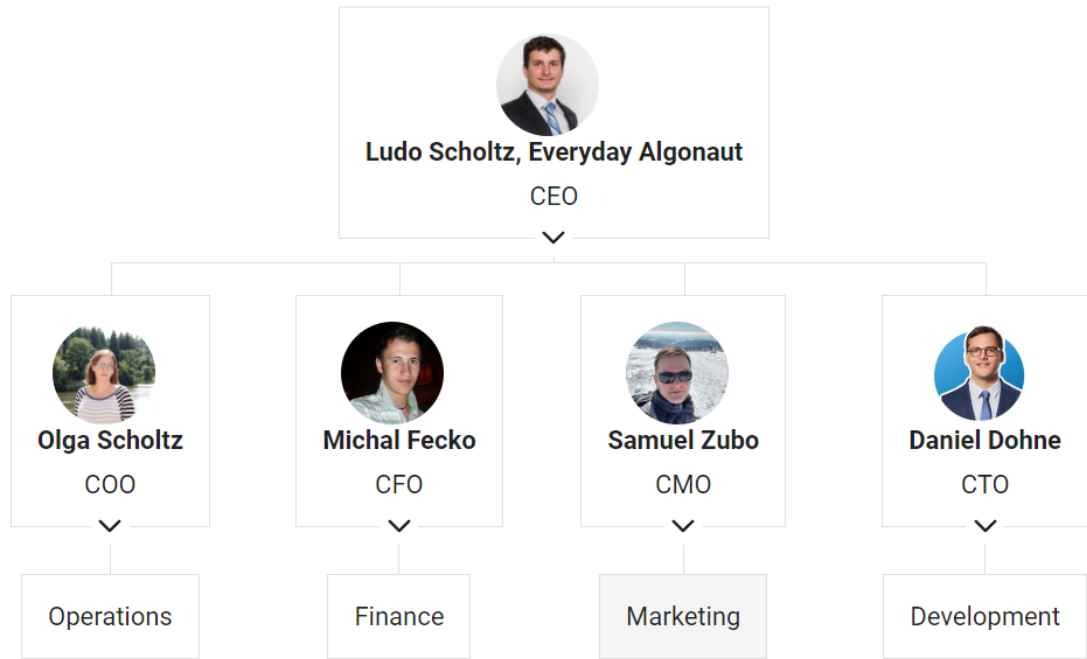 Ludo Scholtz, Everyday Algonaut
CEO
Olga Scholtz
COO
Michal Fecko
CFO
Samuel Zubo
CMO
Daniel Dohne
CTO
Operations
Finance
Marketing
Development